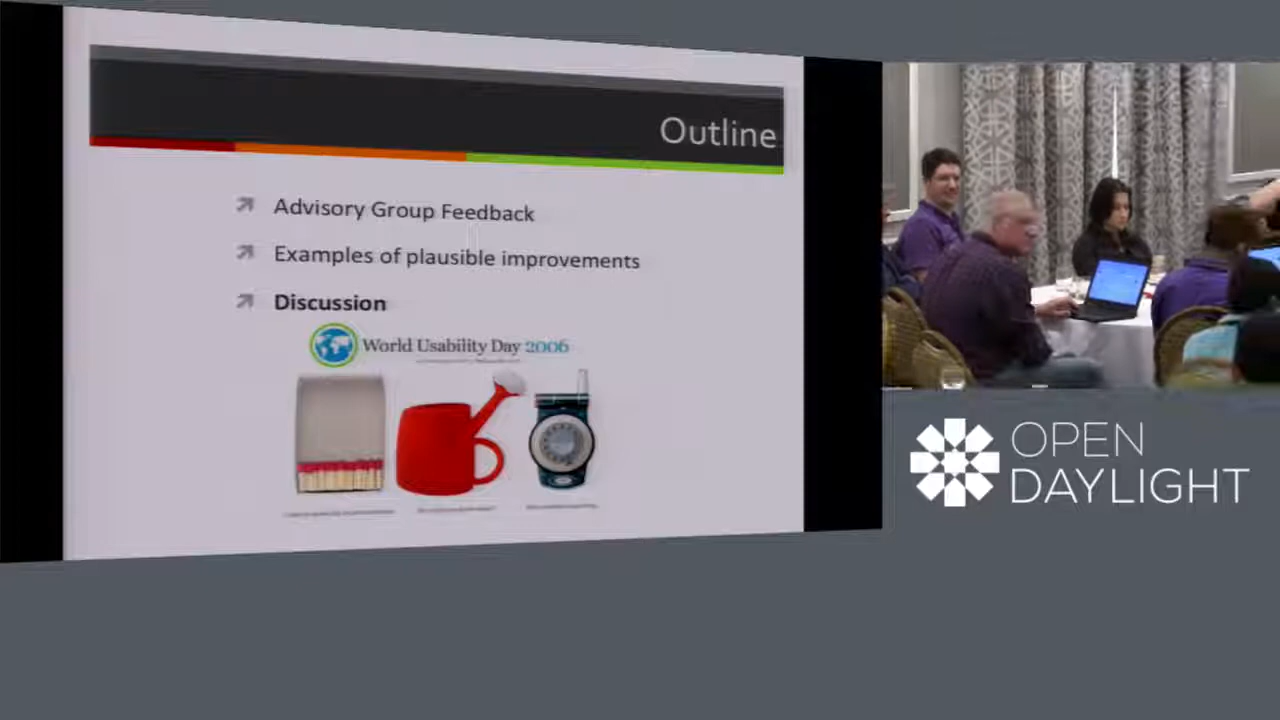 Outline
Advisory Group Feedback
Examples of plausible improvements
Discussion
World Usability Day 2006
OPEN
DAYLIGHT